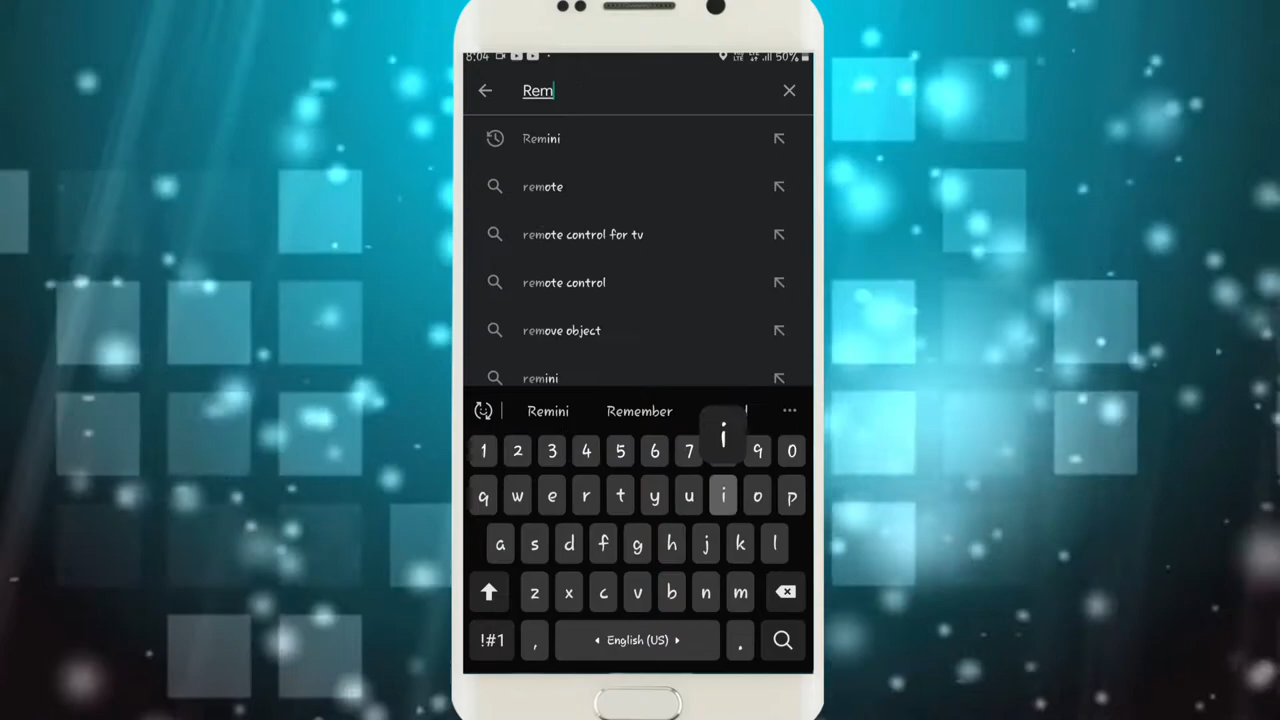 8:04 50%
Rem
Remini
remote
remote control for tv
remote control
remove object
remini
Remini Remember
i
1 2 3 4 5 6 7 9 0
q w e r t y u i o p
a s d f g h j k l
z x c v b n m
!#1 , English (US) .